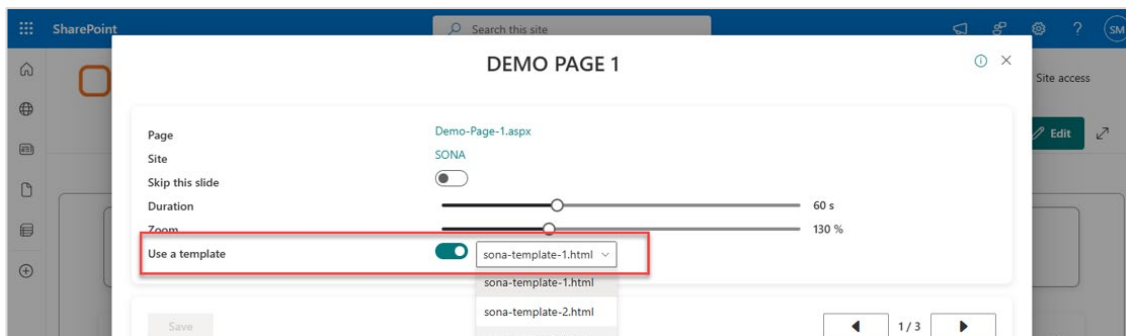 SharePoint
Search this site
SM
DEMO PAGE 1
Site access
Page
Demo-Page-1.aspx
Edit
Site
SONA
Skip this slide
Duration
60 s
Zoom
130 %
Use a template
sona-template-1.html
sona-template-1.html
sona-template-2.html
Save
1 / 3